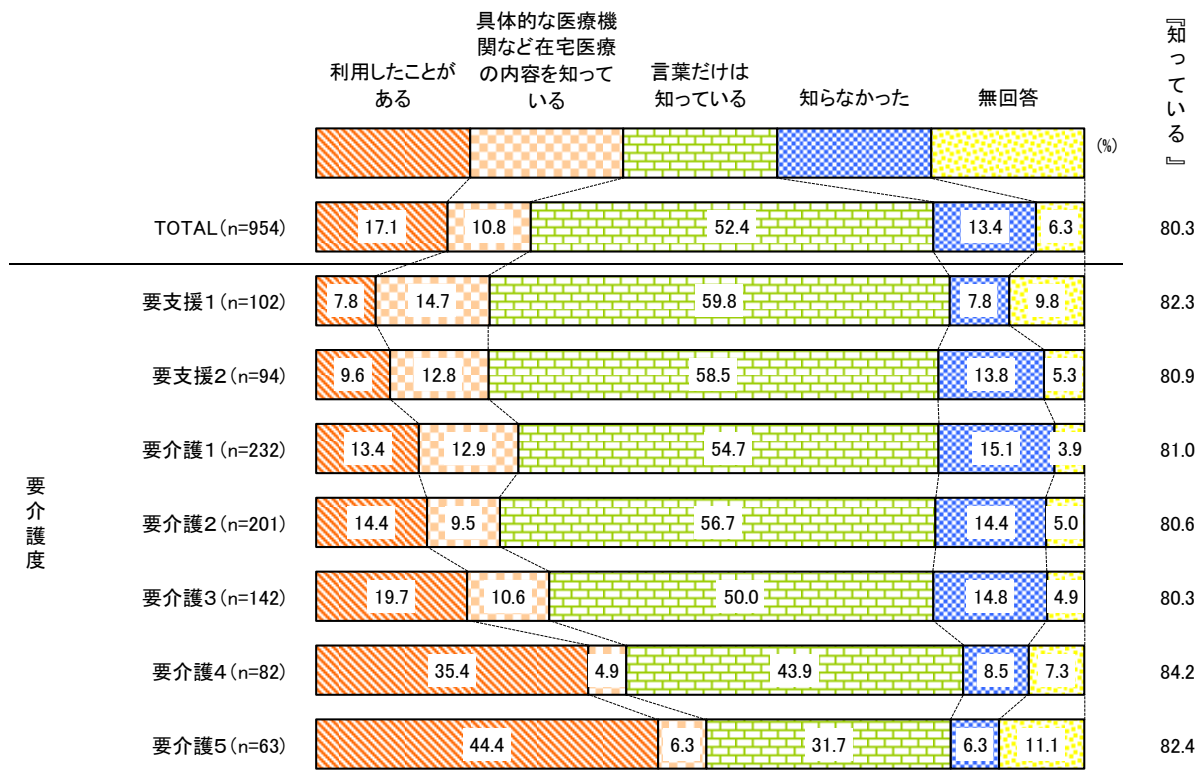 利用したことが
ある
具体的な医療機
関など在宅医療
の内容を知って
いる
言葉だけは
知っている
知らなかった
無回答
『知っている』
(%)
TOTAL(n=954)
17.1 10.8 52.4 13.4 6.3 80.3
要介護度
要支援1(n=102)
7.8 14.7 59.8 7.8 9.8 82.3
要支援2(n=94)
9.6 12.8 58.5 13.8 5.3 80.9
要介護1(n=232)
13.4 12.9 54.7 15.1 3.9 81.0
要介護2(n=201)
14.4 9.5 56.7 14.4 5.0 80.6
要介護3(n=142)
19.7 10.6 50.0 14.8 4.9 80.3
要介護4(n=82)
35.4 4.9 43.9 8.5 7.3 84.2
要介護5(n=63)
44.4 6.3 31.7 6.3 11.1 82.4